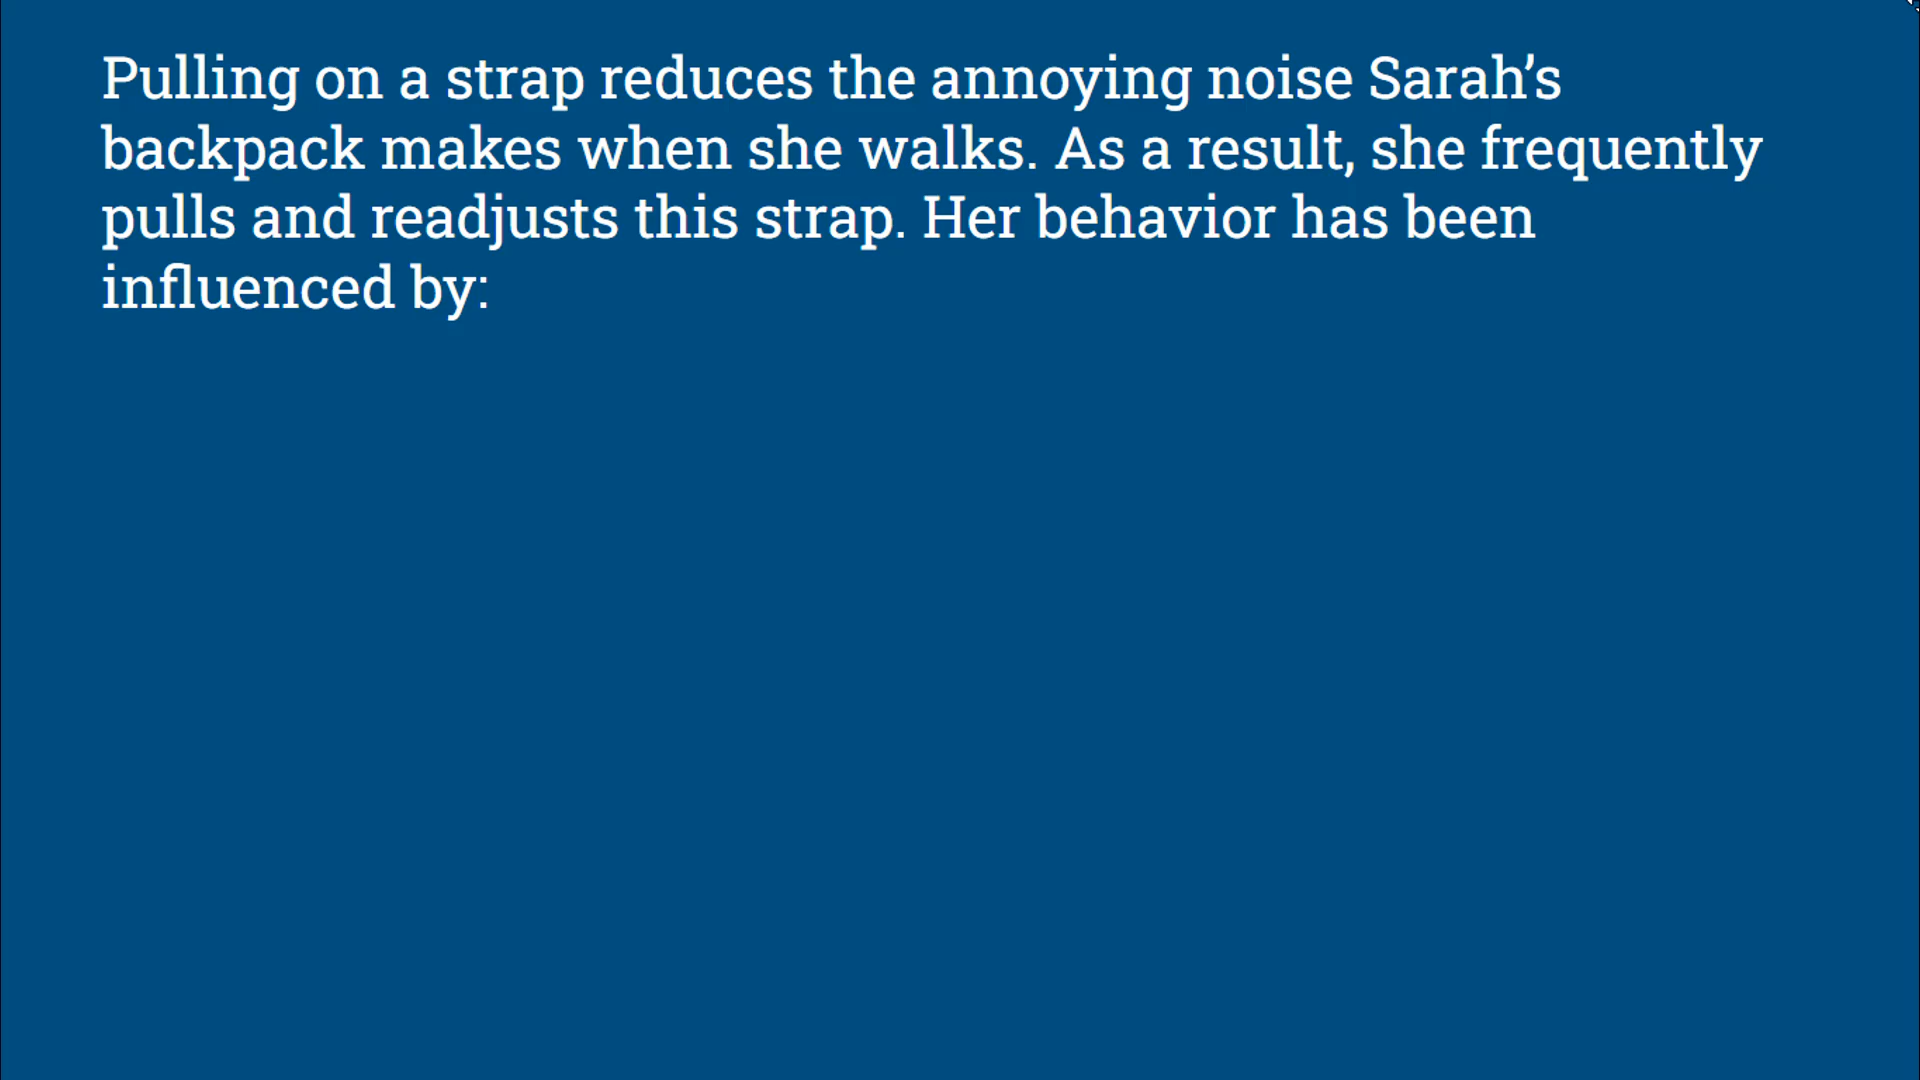 Pulling on a strap reduces the annoying noise Sarah’s
backpack makes when she walks. As a result, she frequently
pulls and readjusts this strap. Her behavior has been
influenced by: